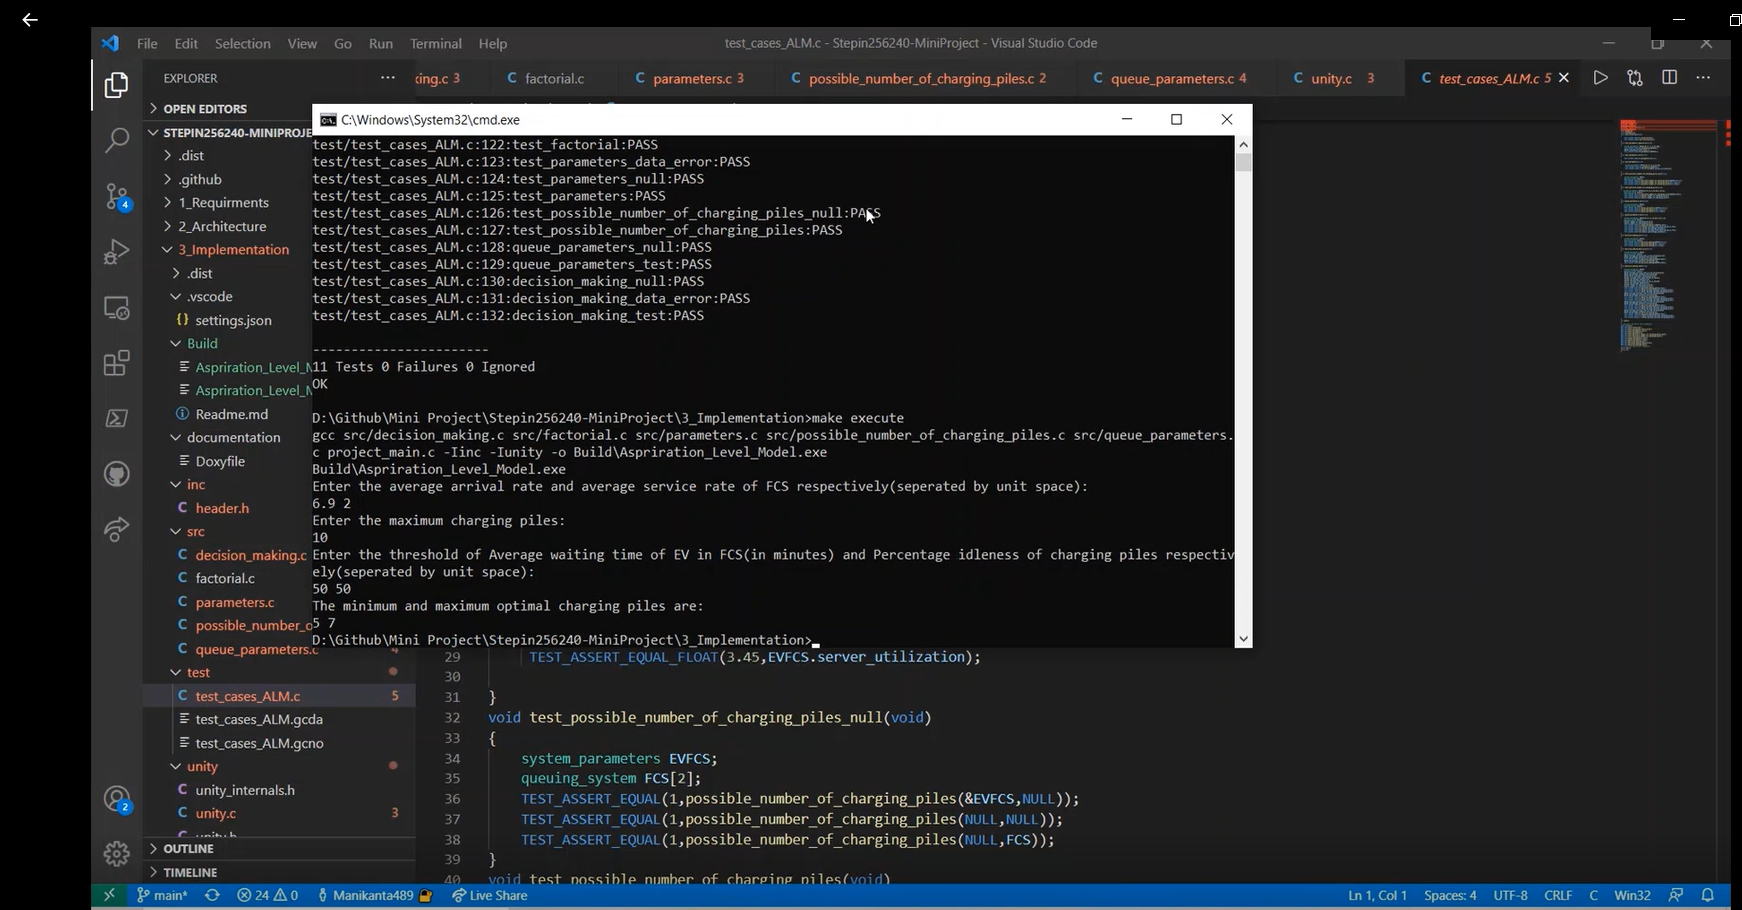 File Edit Selection View Go Run Terminal Help
test_cases_ALM.c - Stepin256240-MiniProject - Visual Studio Code
EXPLORER
king.c 3
factorial.c
parameters.c 3
possible_number_of_charging_piles.c 2
queue_parameters.c 4
unity.c 3
test_cases_ALM.c 5
OPEN EDITORS
STEPIN256240-MINIPROJE
.dist
.github
1_Requirments
2_Architecture
3_Implementation
.dist
.vscode
settings.json
Build
Aspriration_Level_M
Aspriration_Level_M
Readme.md
documentation
Doxyfile
inc
header.h
src
decision_making.c
factorial.c
parameters.c
possible_number_o
queue_parameters.c 4
test
test_cases_ALM.c 5
test_cases_ALM.gcda
test_cases_ALM.gcno
unity
unity_internals.h
unity.c 3
unity.h
OUTLINE
TIMELINE
4
2
C:\Windows\System32\cmd.exe
test/test_cases_ALM.c:122:test_factorial:PASS
test/test_cases_ALM.c:123:test_parameters_data_error:PASS
test/test_cases_ALM.c:124:test_parameters_null:PASS
test/test_cases_ALM.c:125:test_parameters:PASS
test/test_cases_ALM.c:126:test_possible_number_of_charging_piles_null:PASS
test/test_cases_ALM.c:127:test_possible_number_of_charging_piles:PASS
test/test_cases_ALM.c:128:queue_parameters_null:PASS
test/test_cases_ALM.c:129:queue_parameters_test:PASS
test/test_cases_ALM.c:130:decision_making_null:PASS
test/test_cases_ALM.c:131:decision_making_data_error:PASS
test/test_cases_ALM.c:132:decision_making_test:PASS
-----------------------
11 Tests 0 Failures 0 Ignored
OK
D:\Github\Mini Project\Stepin256240-MiniProject\3_Implementation>make execute
gcc src/decision_making.c src/factorial.c src/parameters.c src/possible_number_of_charging_piles.c src/queue_parameters.
c project_main.c -Iinc -Iunity -o Build\Aspriration_Level_Model.exe
Build\Aspriration_Level_Model.exe
Enter the average arrival rate and average service rate of FCS respectively(seperated by unit space):
6.9 2
Enter the maximum charging piles:
10
Enter the threshold of Average waiting time of EV in FCS(in minutes) and Percentage idleness of charging piles respectiv
ely(seperated by unit space):
50 50
The minimum and maximum optimal charging piles are:
5 7
D:\Github\Mini Project\Stepin256240-MiniProject\3_Implementation>
29 TEST_ASSERT_EQUAL_FLOAT(3.45,EVFCS.server_utilization);
30
31 }
32 void test_possible_number_of_charging_piles_null(void)
33 {
34 system_parameters EVFCS;
35 queuing_system FCS[2];
36 TEST_ASSERT_EQUAL(1,possible_number_of_charging_piles(&EVFCS,NULL));
37 TEST_ASSERT_EQUAL(1,possible_number_of_charging_piles(NULL,NULL));
38 TEST_ASSERT_EQUAL(1,possible_number_of_charging_piles(NULL,FCS));
39 }
40 void test_possible_number_of_charging_piles(void)
main* 24 0 Manikanta489 Live Share Ln 1, Col 1 Spaces: 4 UTF-8 CRLF C Win32